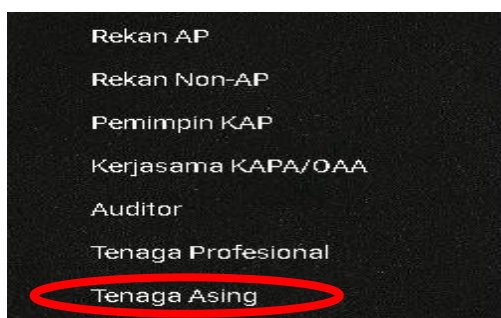 Rekan AP
Rekan Non-AP
Pemimpin KAP
Kerjasama KAPA/OAA
Auditor
Tenaga Profesional
Tenaga Asing